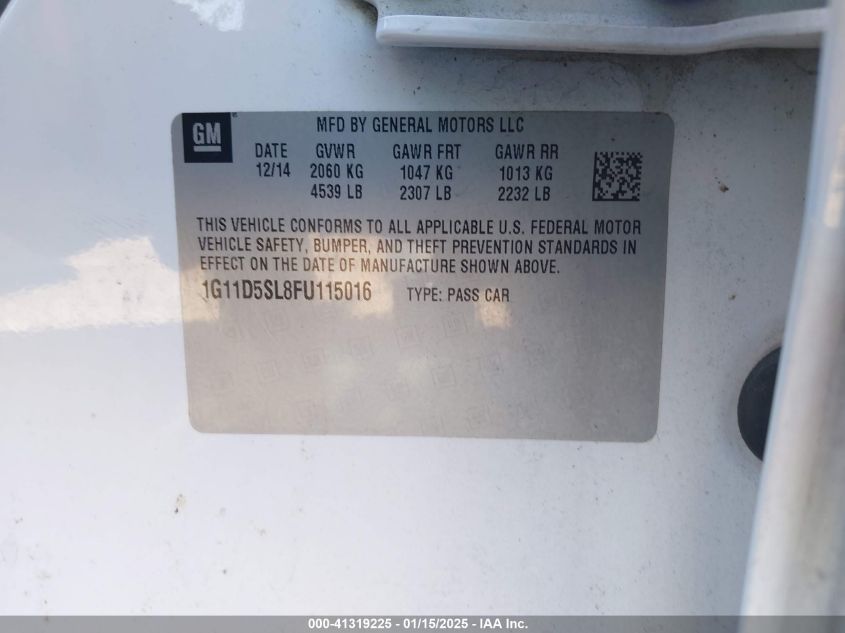 GM
MFD BY GENERAL MOTORS LLC
DATE GVWR GAWR FRT GAWR RR
12/14 2060 KG 1047 KG 1013 KG
4539 LB 2307 LB 2232 LB
THIS VEHICLE CONFORMS TO ALL APPLICABLE U.S. FEDERAL MOTOR
VEHICLE SAFETY, BUMPER, AND THEFT PREVENTION STANDARDS IN
EFFECT ON THE DATE OF MANUFACTURE SHOWN ABOVE.
1G11D5SL8FU115016 TYPE: PASS CAR
000-41319225 - 01/15/2025 - IAA Inc.